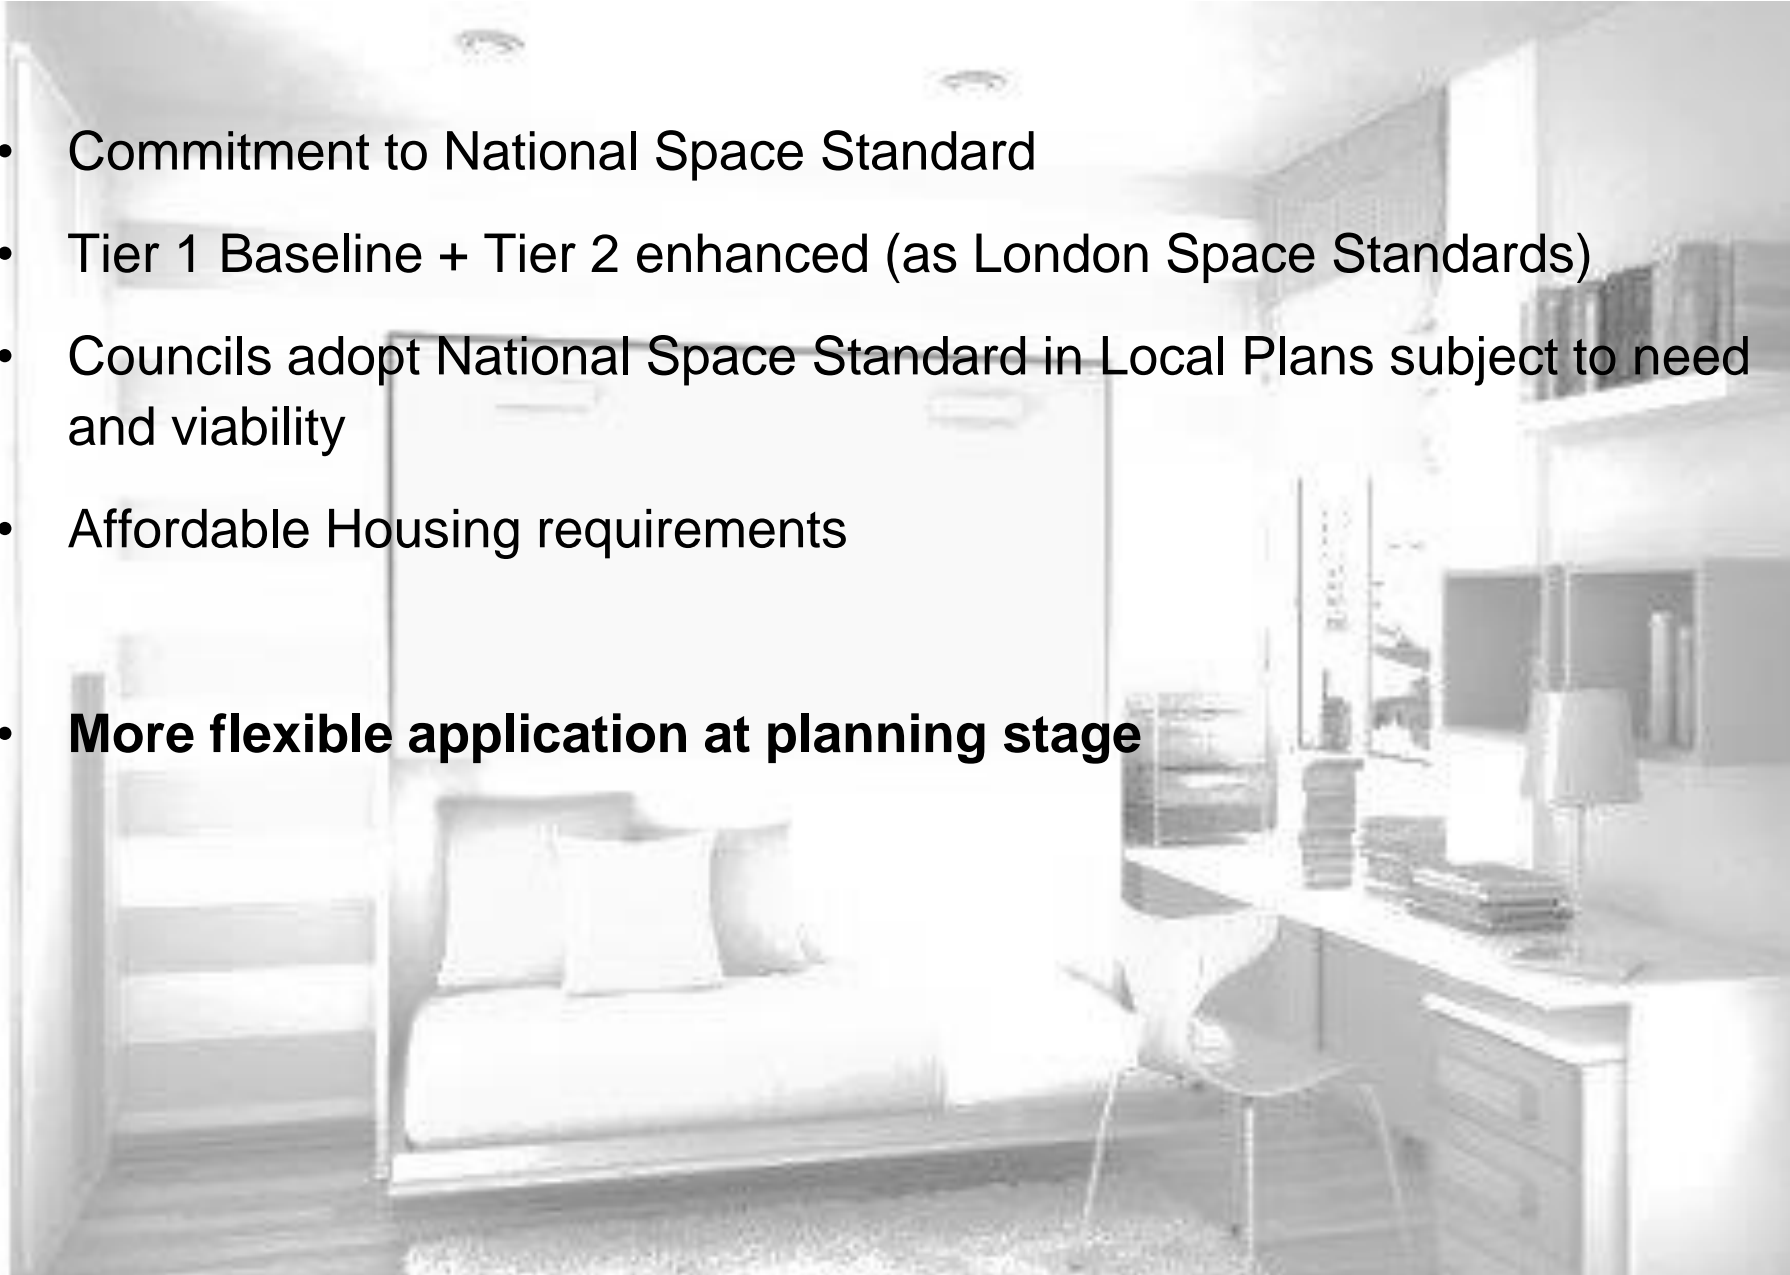 • Commitment to National Space Standard
• Tier 1 Baseline + Tier 2 enhanced (as London Space Standards)
• Councils adopt National Space Standard in Local Plans subject to need
and viability
• Affordable Housing requirements
• More flexible application at planning stage